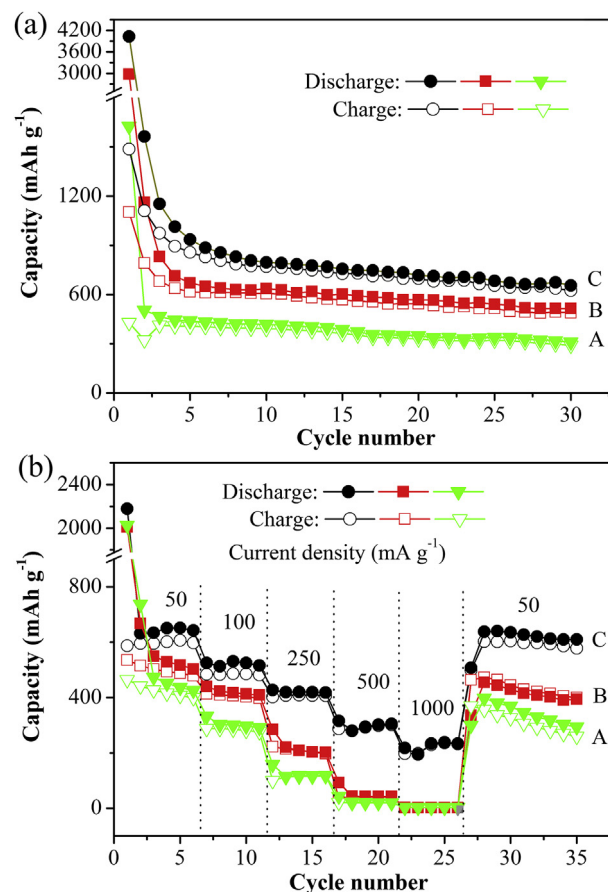 (a)
4200
3600
3000
1200
600
0
Capacity (mAh g-1)
Discharge:
Charge:
C
B
A
0 5 10 15 20 25 30
Cycle number
(b)
2400
2000
800
400
0
Capacity (mAh g-1)
Discharge:
Charge:
Current density (mA g-1)
50
100
250
500
1000
50
C
B
A
0 5 10 15 20 25 30 35
Cycle number